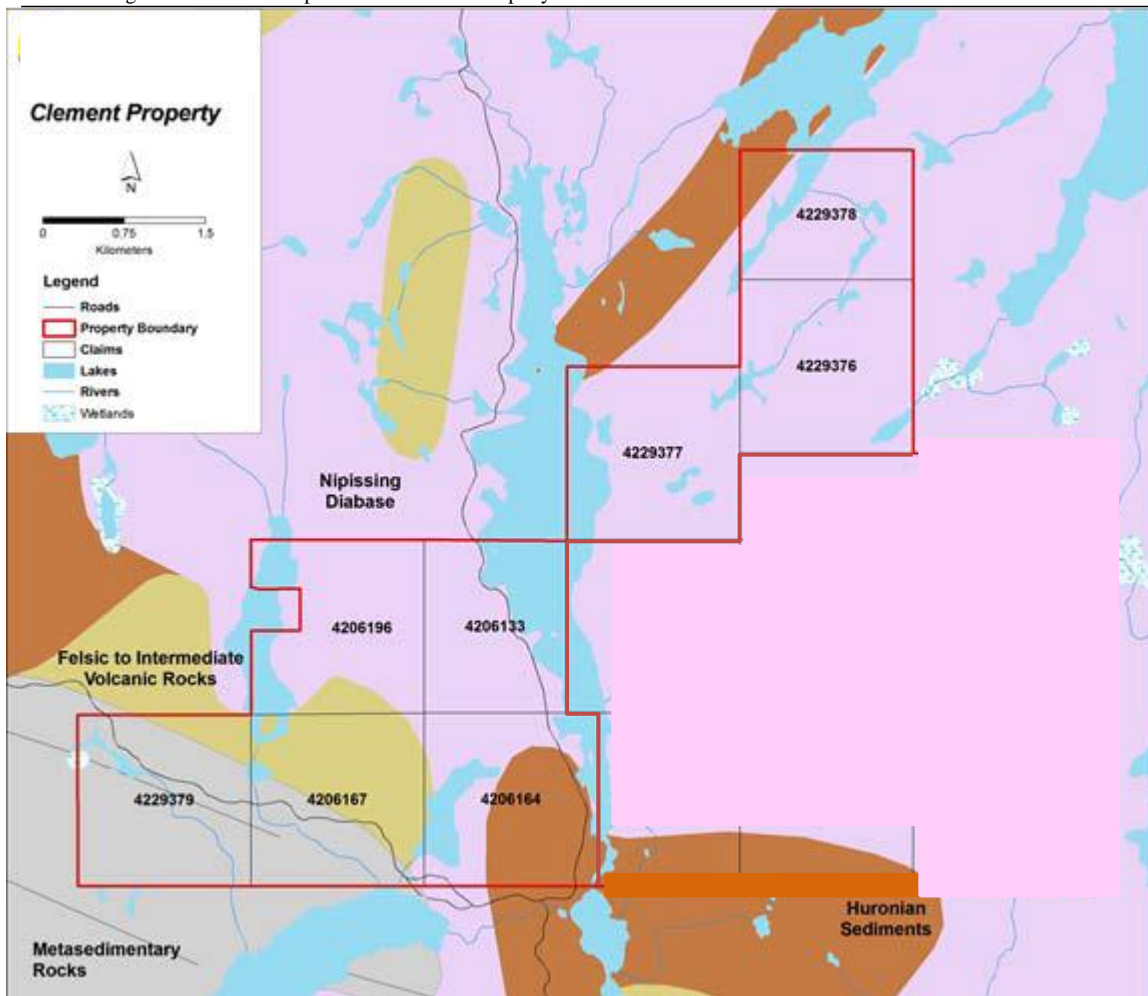 Clement Property
N
0 0.75 1.5
Kilometers
Legend
Roads
Property Boundary
Claims
Lakes
Rivers
Wetlands
4229378
4229376
4229377
Nipissing
Diabase
4206196
4206133
Felsic to Intermediate
Volcanic Rocks
4229379
4206167
4206164
Huronian
Sediments
Metasedimentary
Rocks